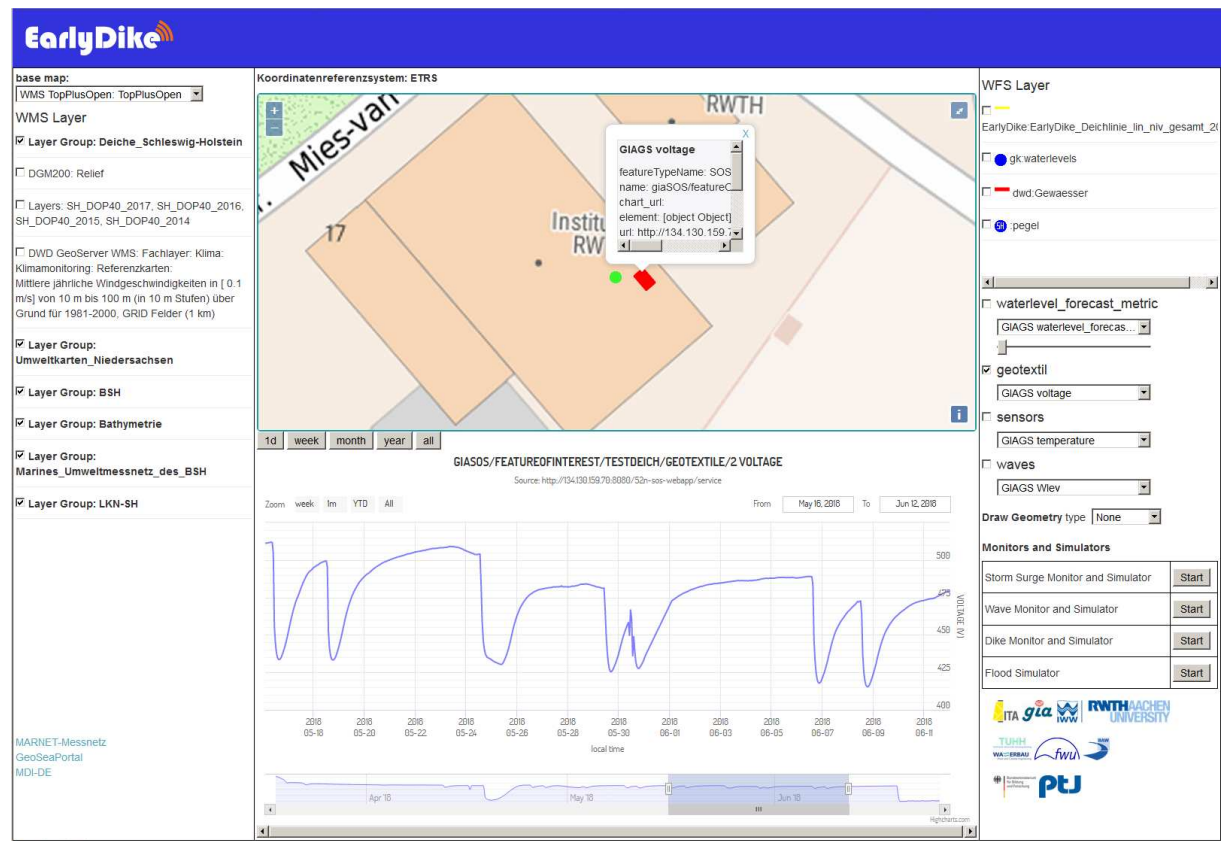 EarlyDike
base map:
WMS TopPlusOpen: TopPlusOpen
WMS Layer
Layer Group: Deiche_Schleswig-Holstein
DGM200: Relief
Layers: SH_DOP40_2017, SH_DOP40_2016,
SH_DOP40_2015, SH_DOP40_2014
DWD GeoServer WMS: Fachlayer: Klima:
Klimamonitoring: Referenzkarten:
Mittlere jährliche Windgeschwindigkeiten in [ 0.1
m/s] von 10 m bis 100 m (in 10 m Stufen) über
Grund für 1981-2000, GRID Felder (1 km)
Layer Group:
Umweltkarten_Niedersachsen
Layer Group: BSH
Layer Group: Bathymetrie
Layer Group:
Marines_Umweltmessnetz_des_BSH
Layer Group: LKN-SH
MARNET-Messnetz
GeoSeaPortal
MDI-DE
Koordinatenreferenzsystem: ETRS
+
−
Mies-van
RWTH
17
Institu
RW
X
GIAGS voltage
featureTypeName: SOS
name: giaSOS/featureO
chart_url:
element: [object Object]
url: http://134.130.159.7
i
1d week month year all
GIASOS/FEATUREOFINTEREST/TESTDEICH/GEOTEXTILE/2 VOLTAGE
Source: http://134.130.159.70:8080/52n-sos-webapp/service
Zoom week 1m YTD All From May 16, 2018 To Jun 12, 2018
500
475
450
425
400
VOLTAGE (V)
2018 2018 2018 2018 2018 2018 2018 2018 2018 2018 2018 2018 2018
05-18 05-20 05-22 05-24 05-26 05-28 05-30 06-01 06-03 06-05 06-07 06-09 06-11
local time
Apr '18 May '18 Jun '18
Highcharts.com
WFS Layer
EarlyDike:EarlyDike_Deichlinie_lin_niv_gesamt_20
gk:waterlevels
dwd:Gewaesser
SH :pegel
waterlevel_forecast_metric
GIAGS waterlevel_forecas...
geotextil
GIAGS voltage
sensors
GIAGS temperature
waves
GIAGS Wlev
Draw Geometry type None
Monitors and Simulators
Storm Surge Monitor and Simulator Start
Wave Monitor and Simulator Start
Dike Monitor and Simulator Start
Flood Simulator Start
ITA gia IWW RWTH AACHEN
UNIVERSITY
TUHH
WASSERBAU fwu
PtJ